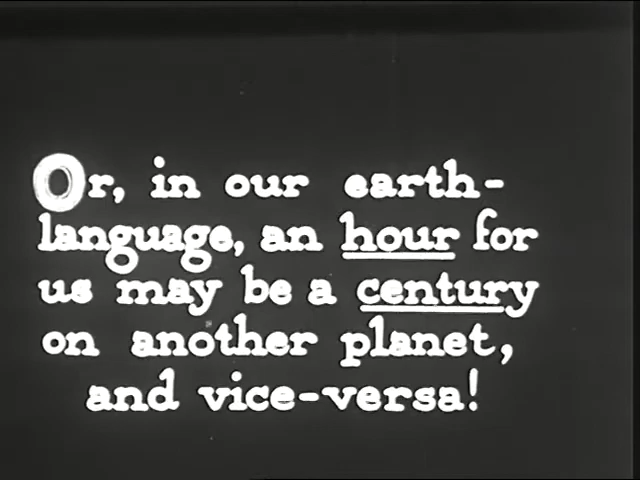 Or, in our earth-
language, an hour for
us may be a century
on another planet,
and vice-versa!